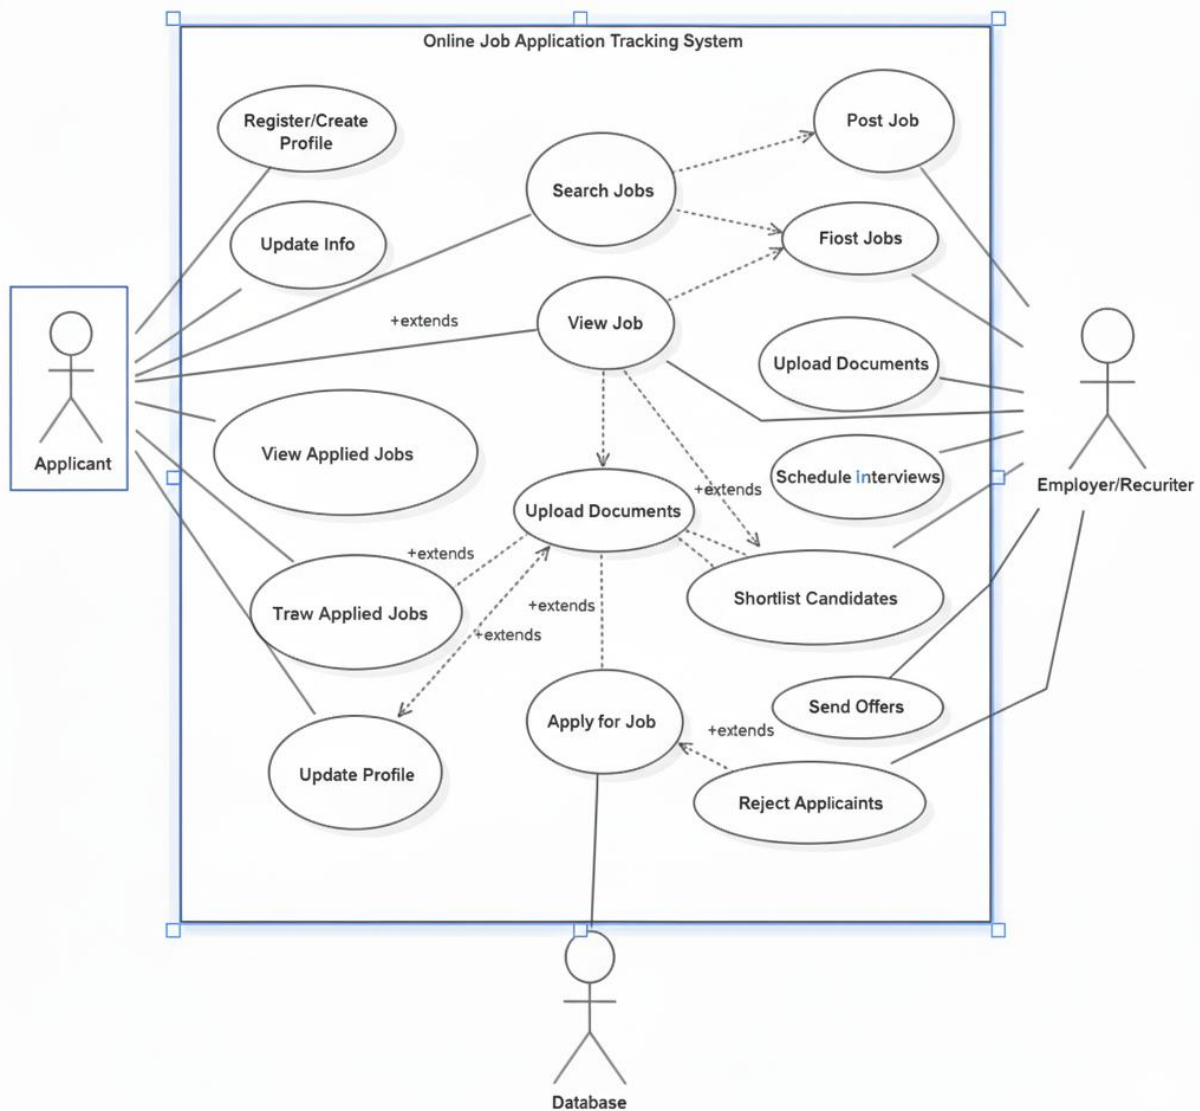 Online Job Application Tracking System
Register/Create
Profile
Post Job
Search Jobs
Update Info
Fiost Jobs
+extends
View Job
Upload Documents
View Applied Jobs
Applicant
Schedule interviews
Employer/Recuriter
+extends
Upload Documents
+extends
Shortlist Candidates
+extends
Traw Applied Jobs
+extends
Send Offers
Apply for Job
+extends
Update Profile
Reject Applicaints
Database